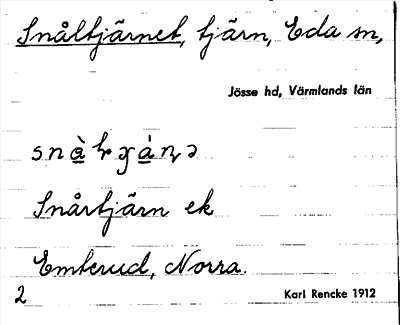 Snåltjärnet, tjärn, Eda sn,
Jösse hd, Värmlands län
Snårtjärn ek
Emterud, Norra.
2
Karl Rencke 1912